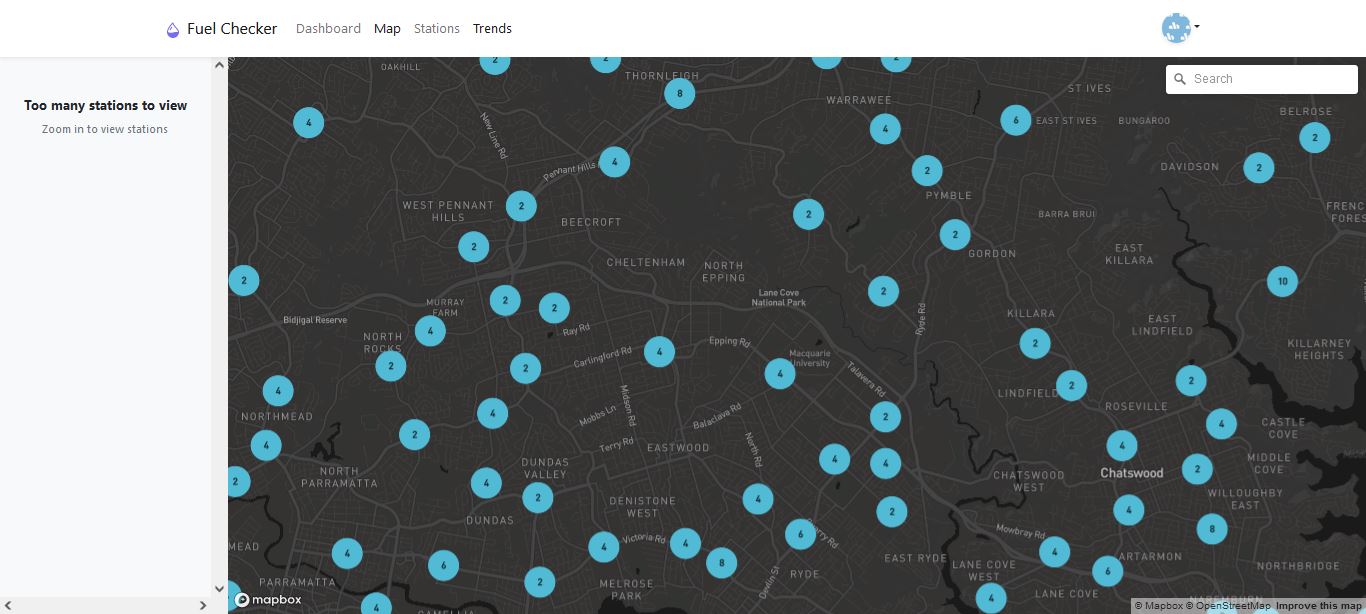 Fuel Checker
Dashboard
Map
Stations
Trends
Too many stations to view
Zoom in to view stations
Search
OAKHILL
2
2
2
THORNLEIGH
8
ST IVES
WARRAWEE
4
New Line Rd
4
6
EAST ST IVES
BUNGAROO
BELROSE
2
Pennant Hills
4
2
DAVIDSON
2
PYMBLE
WEST PENNANT
HILLS
2
BEECROFT
2
BARRA BRUI
FRENC
FORES
2
2
GORDON
EAST
KILLARA
CHELTENHAM
NORTH
EPPING
2
Lane Cove
National Park
2
10
MURRAY
FARM
2
2
Bidjigal Reserve
Ray Rd
Ryde Rd
KILLARA
EAST
LINDFIELD
4
NORTH
ROCKS
2
Carlingford Rd
4
Epping Rd
Macquarie
University
2
KILLARNEY
HEIGHTS
2
4
Talavera Rd
LINDFIELD
2
2
4
NORTHMEAD
Midson Rd
Mobbs Ln
4
Balaclava Rd
2
ROSEVILLE
4
CASTLE
COVE
4
2
Terry Rd
EASTWOOD
North Rd
4
4
4
Chatswood
2
MIDDLE
COVE
2
NORTH
PARRAMATTA
DUNDAS
VALLEY
4
2
CHATSWOOD
WEST
WILLOUGHBY
EAST
DENISTONE
WEST
4
2
4
DUNDAS
8
MEAD
4
4
Victoria Rd
4
6
Mowbray Rd
4
ARTARMON
PARRAMATTA
6
2
8
RYDE
EAST RYDE
LANE COVE
WEST
6
NORTHBRIDGE
MELROSE
PARK
Devlin St
4
4
LANE COVE
mapbox
© Mapbox © OpenStreetMap Improve this map